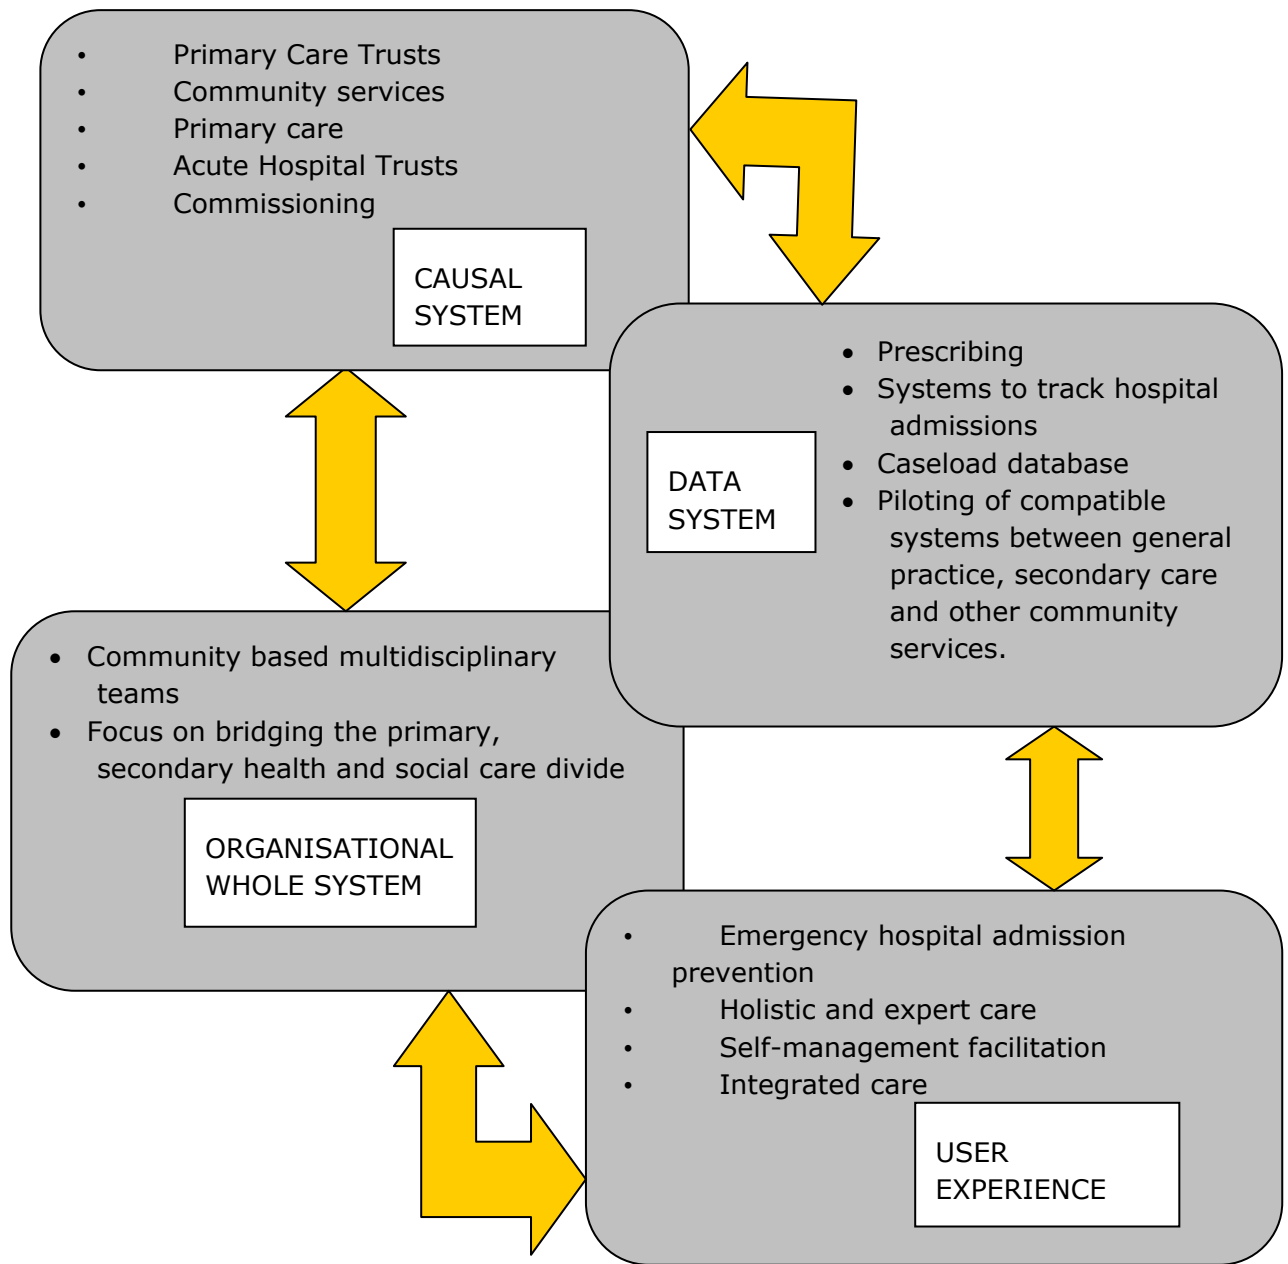 • Primary Care Trusts
• Community services
• Primary care
• Acute Hospital Trusts
• Commissioning
CAUSAL
SYSTEM
• Prescribing
• Systems to track hospital
admissions
• Caseload database
• Piloting of compatible
systems between general
practice, secondary care
and other community
services.
DATA
SYSTEM
• Community based multidisciplinary
teams
• Focus on bridging the primary,
secondary health and social care divide
ORGANISATIONAL
WHOLE SYSTEM
• Emergency hospital admission
prevention
• Holistic and expert care
• Self-management facilitation
• Integrated care
USER
EXPERIENCE